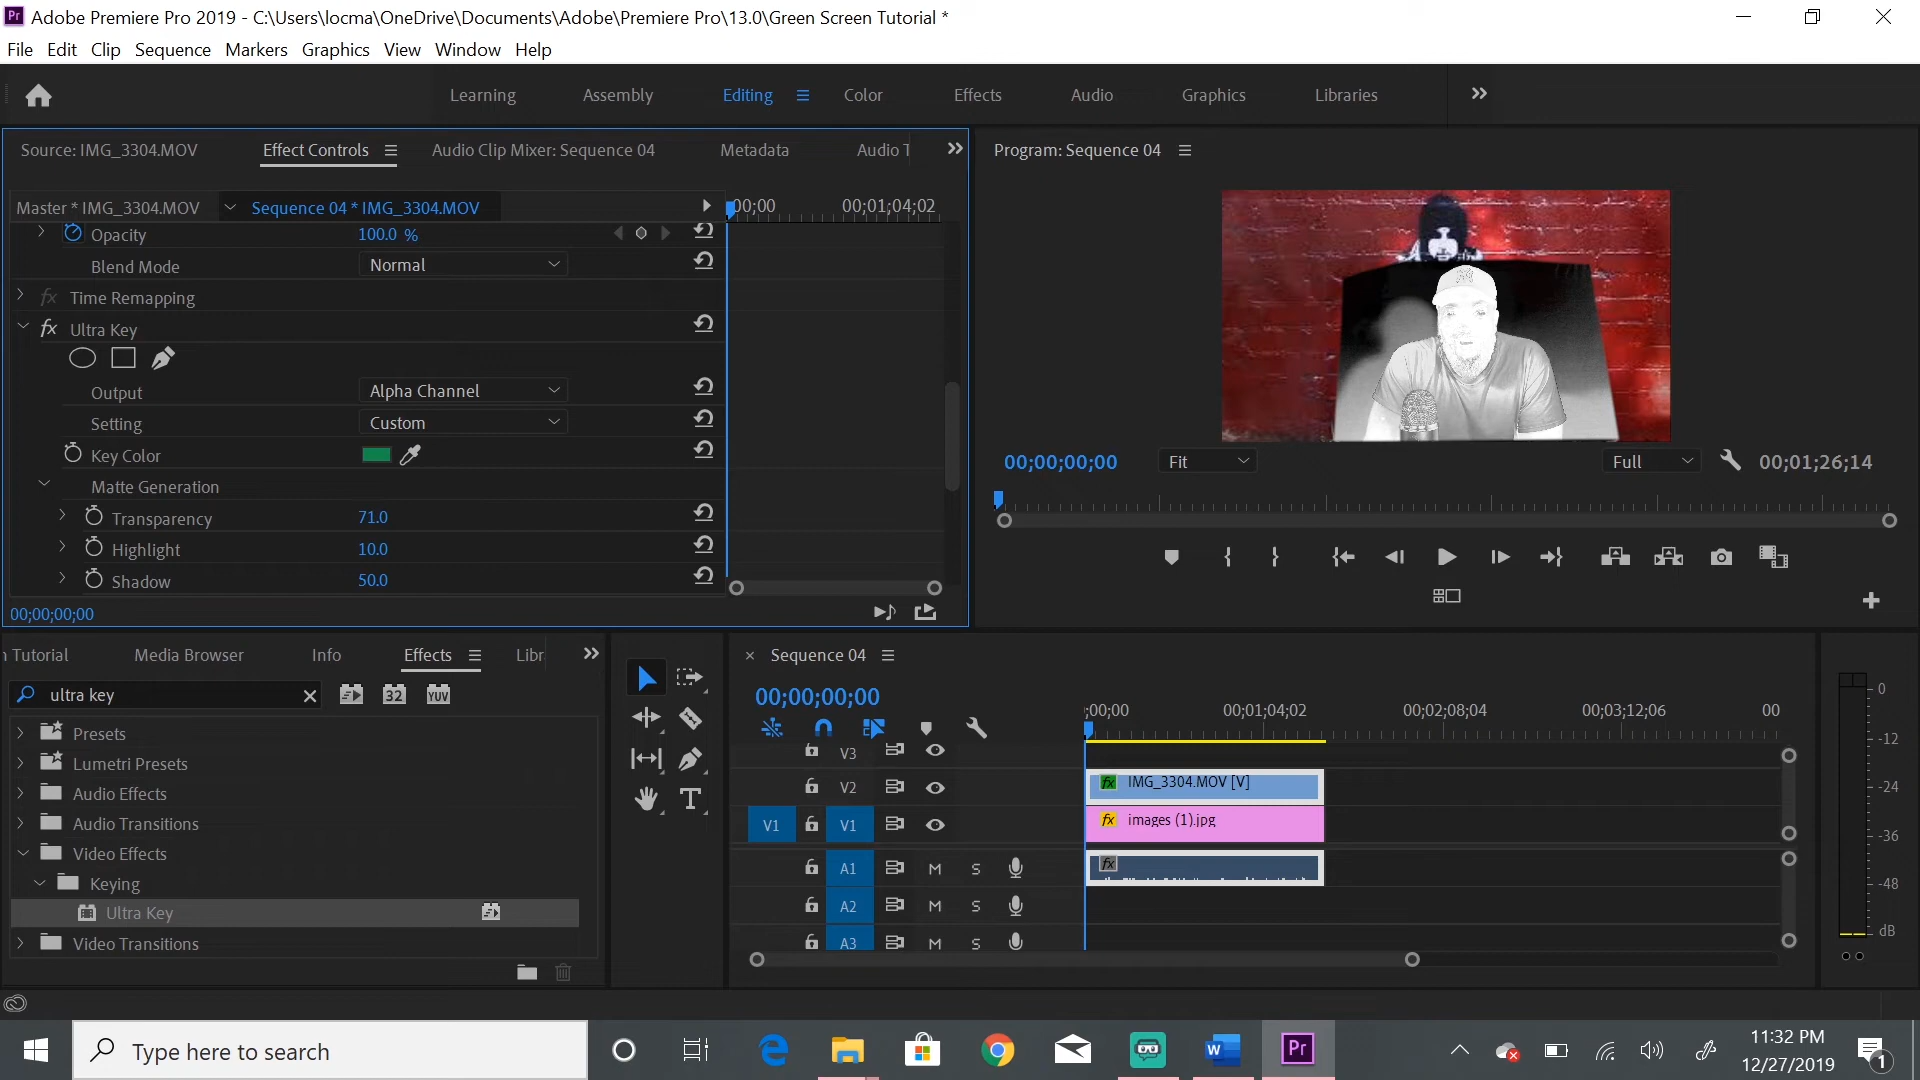 Adobe Premiere Pro 2019 - C:\Users\locma\OneDrive\Documents\Adobe\Premiere Pro\13.0\Green Screen Tutorial *
File Edit Clip Sequence Markers Graphics View Window Help
Learning Assembly Editing Color Effects Audio Graphics Libraries
Source: IMG_3304.MOV Effect Controls Audio Clip Mixer: Sequence 04 Metadata Audio T
Program: Sequence 04
Master * IMG_3304.MOV Sequence 04 * IMG_3304.MOV 00;00 00;01;04;02
Opacity 100.0 %
Blend Mode Normal
fx Time Remapping
fx Ultra Key
Output Alpha Channel
Setting Custom
Key Color
Matte Generation
Transparency 71.0
Highlight 10.0
Shadow 50.0
00;00;00;00
00;00;00;00 Fit Full 00;01;26;14
n Tutorial Media Browser Info Effects Libr
ultra key 32 YUV
Presets
Lumetri Presets
Audio Effects
Audio Transitions
Video Effects
Keying
Ultra Key
Video Transitions
Sequence 04
00;00;00;00
;00;00 00;01;04;02 00;02;08;04 00;03;12;06 00
V3
V2 fx IMG_3304.MOV [V]
V1 V1 fx images (1).jpg
A1 M S fx
A2 M S
A3 M S
T
0
-12
-24
-36
-48
dB
Type here to search
W
Pr
11:32 PM
12/27/2019
1